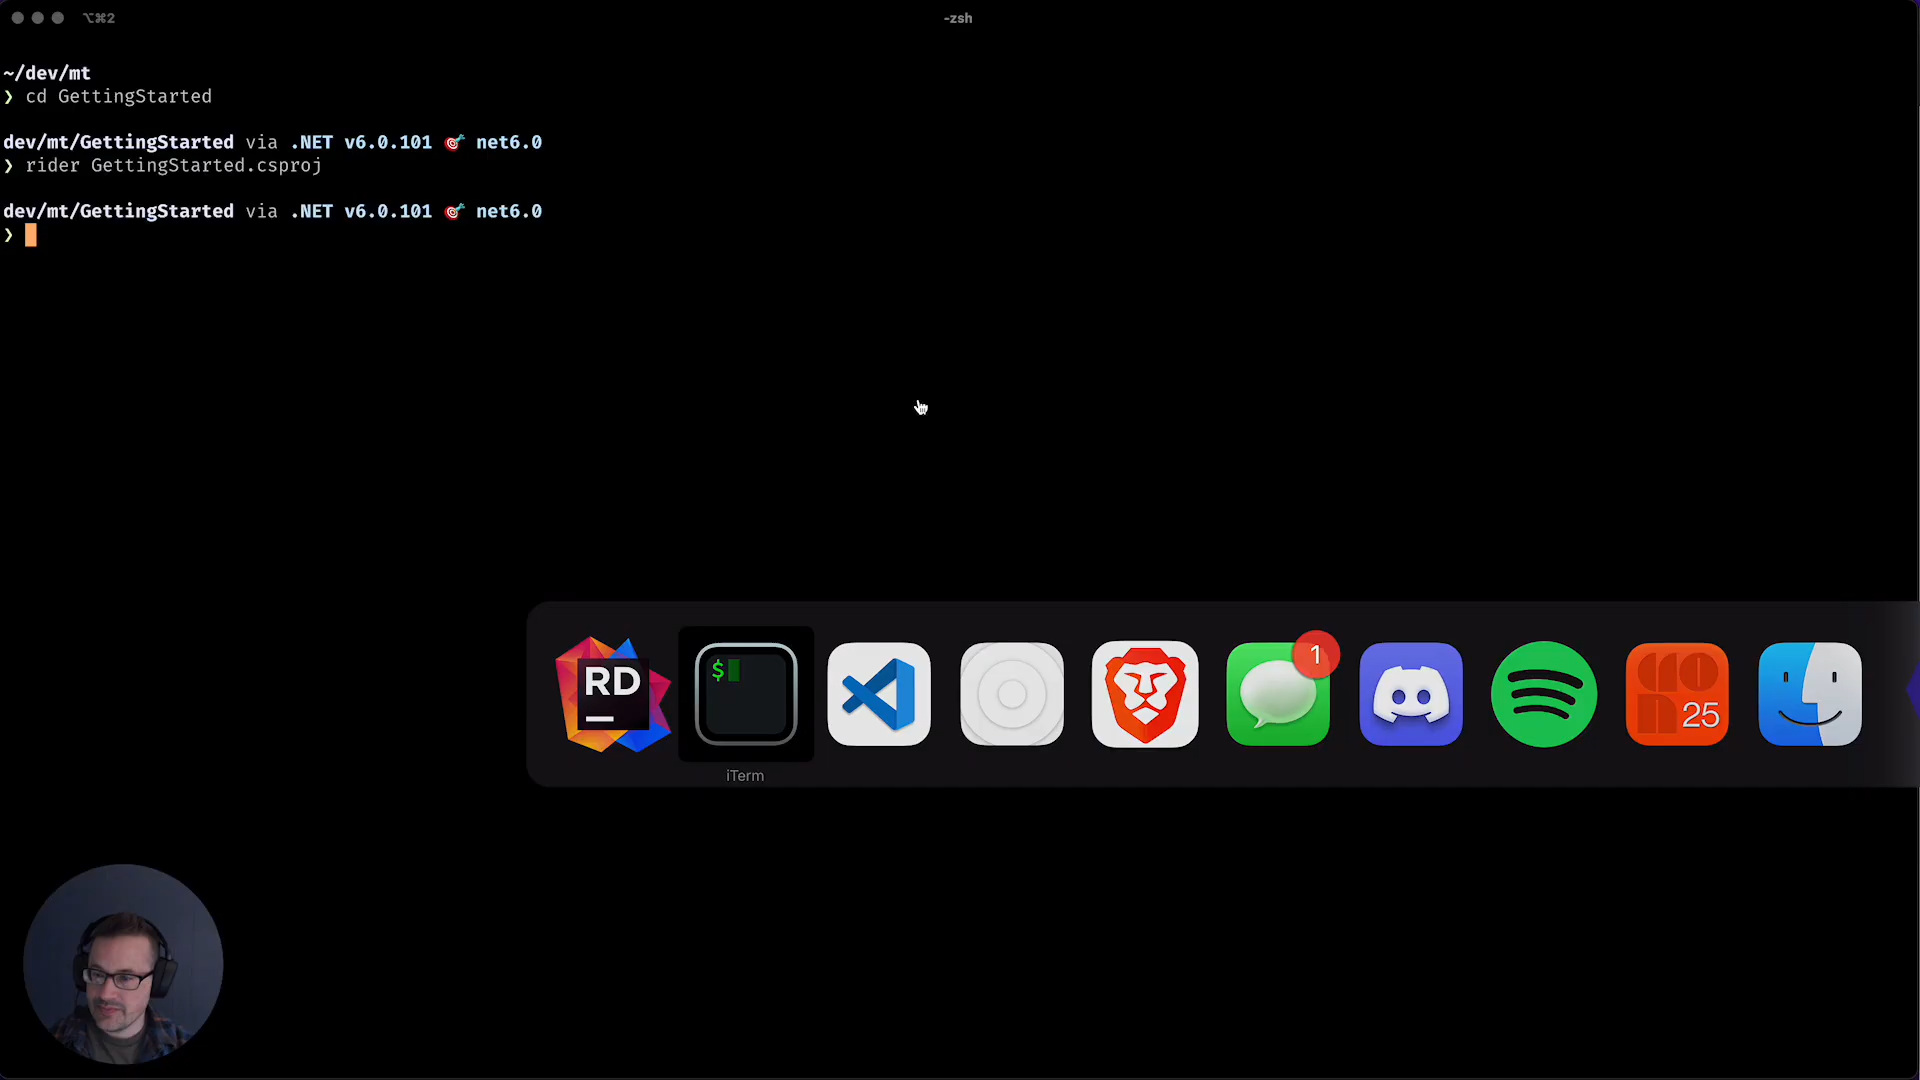 ⌥⌘2
-zsh
~/dev/mt
❯ cd GettingStarted
dev/mt/GettingStarted via .NET v6.0.101 🎯 net6.0
❯ rider GettingStarted.csproj
dev/mt/GettingStarted via .NET v6.0.101 🎯 net6.0
❯
RD
$
1
25
iTerm